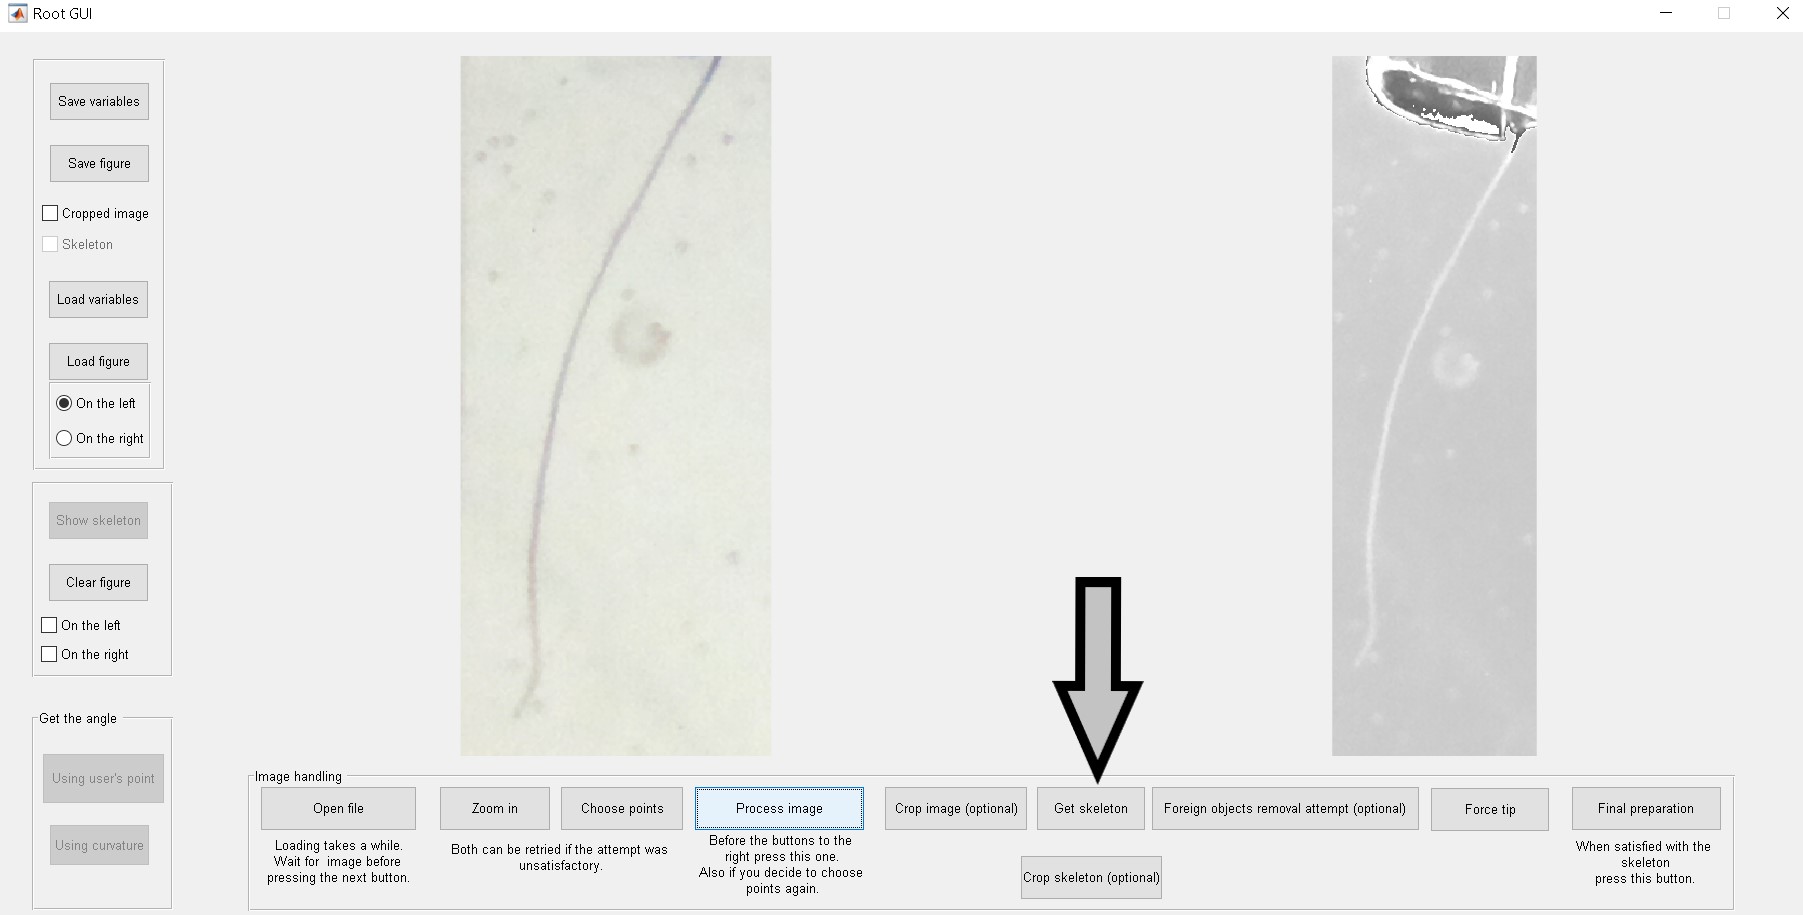 Root GUI
Save variables
Save figure
Cropped image
Skeleton
Load variables
Load figure
On the left
On the right
Show skeleton
Clear figure
On the left
On the right
Get the angle
Using user's point
Using curvature
Image handling
Open file
Loading takes a while.
Wait for image before
pressing the next button.
Zoom in
Choose points
Both can be retried if the attempt was
unsatisfactory.
Process image
Before the buttons to the
right press this one.
Also if you decide to choose
points again.
Crop image (optional)
Get skeleton
Crop skeleton (optional)
Foreign objects removal attempt (optional)
Force tip
Final preparation
When satisfied with the
skeleton
press this button.